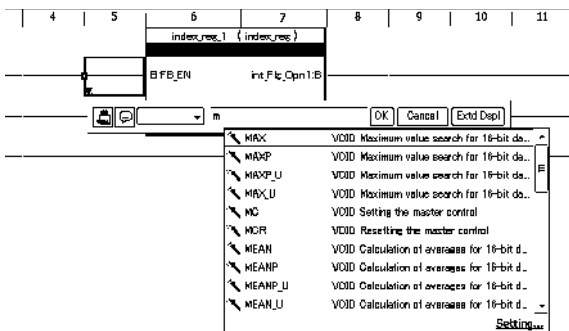 4 5 6 7 8 9 10 11
index_reg_1 ( index_reg )
B:FB_EN int_Flg_Opn1:B
m
OK Cancel Extd Dspl
MAX VOID Maximum value search for 16-bit da...
MAXP VOID Maximum value search for 16-bit da...
MAXP_U VOID Maximum value search for 16-bit da...
MAX_U VOID Maximum value search for 16-bit da...
MC VOID Setting the master control
MCR VOID Resetting the master control
MEAN VOID Calculation of averages for 16-bit d...
MEANP VOID Calculation of averages for 16-bit d...
MEANP_U VOID Calculation of averages for 16-bit d...
MEAN_U VOID Calculation of averages for 16-bit d...
Setting...